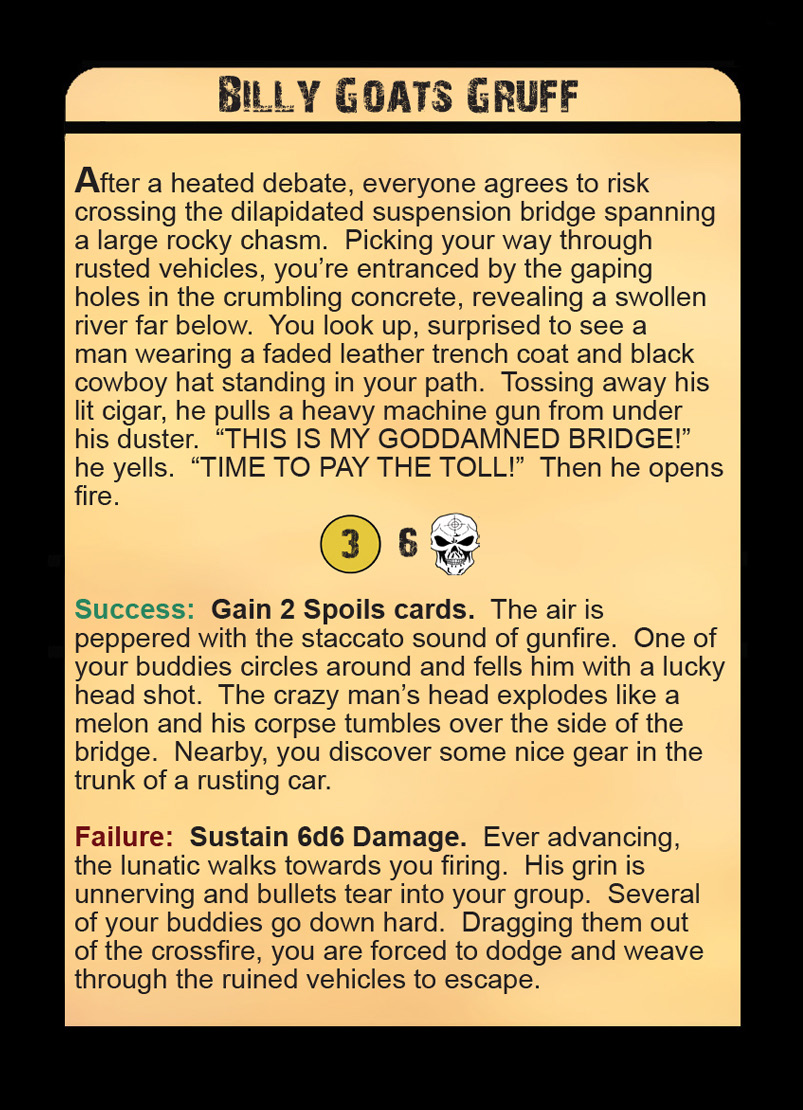 Billy Goats Gruff
After a heated debate, everyone agrees to risk
crossing the dilapidated suspension bridge spanning
a large rocky chasm.  Picking your way through
rusted vehicles, you’re entranced by the gaping
holes in the crumbling concrete, revealing a swollen
river far below.  You look up, surprised to see a
man wearing a faded leather trench coat and black
cowboy hat standing in your path.  Tossing away his
lit cigar, he pulls a heavy machine gun from under
his duster.  “THIS IS MY GODDAMNED BRIDGE!”
he yells.  “TIME TO PAY THE TOLL!”  Then he opens
fire.
3 6
Success:  Gain 2 Spoils cards.  The air is
peppered with the staccato sound of gunfire.  One of
your buddies circles around and fells him with a lucky
head shot.  The crazy man’s head explodes like a
melon and his corpse tumbles over the side of the
bridge.  Nearby, you discover some nice gear in the
trunk of a rusting car.
Failure:  Sustain 6d6 Damage.  Ever advancing,
the lunatic walks towards you firing.  His grin is
unnerving and bullets tear into your group.  Several
of your buddies go down hard.  Dragging them out
of the crossfire, you are forced to dodge and weave
through the ruined vehicles to escape.